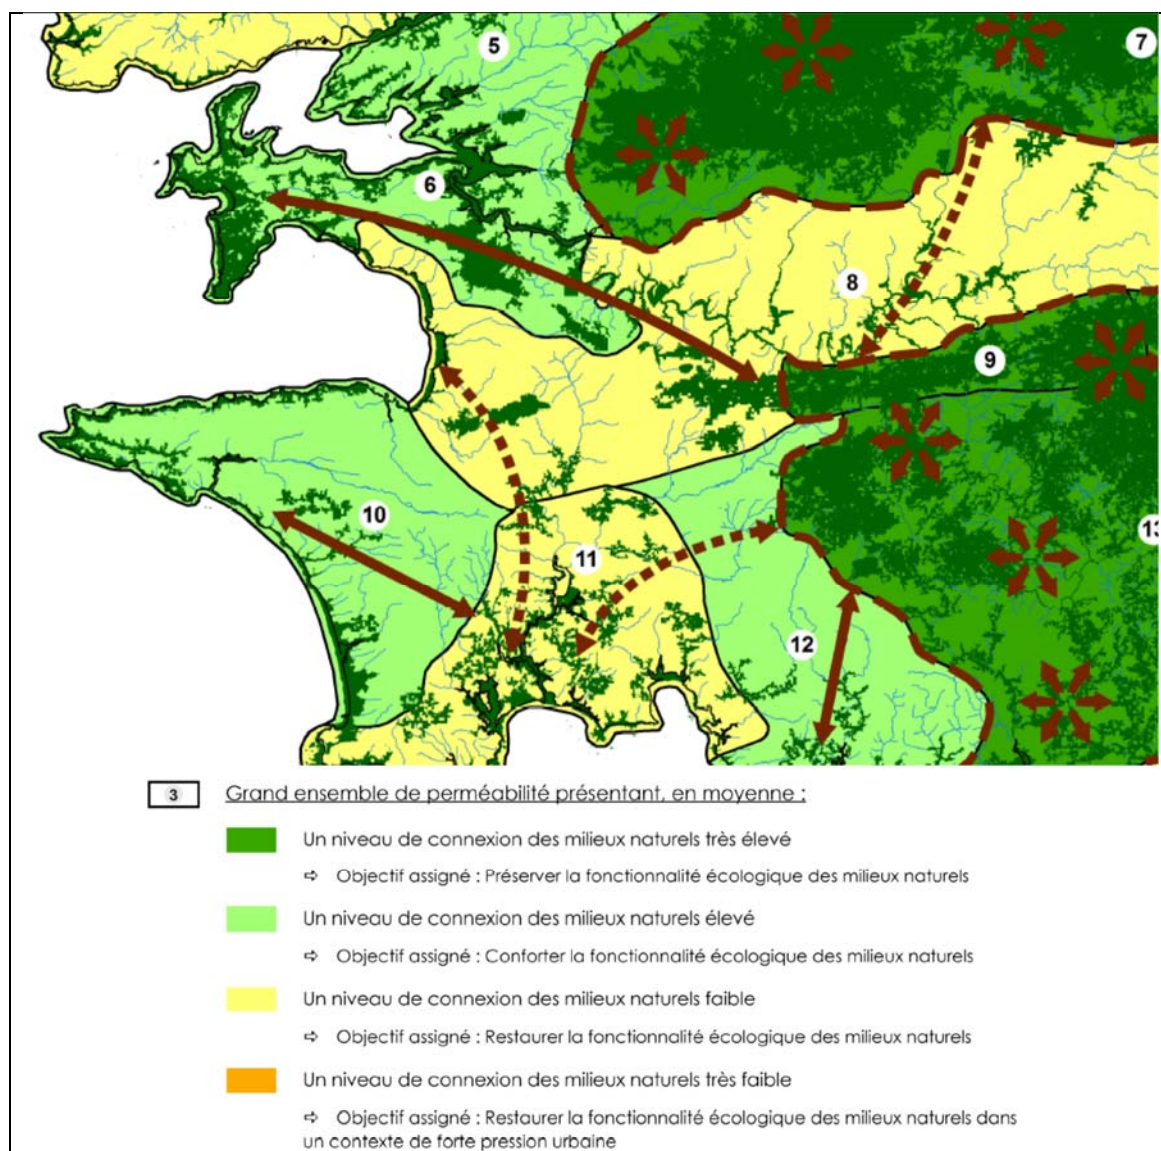 5
7
6
8
9
10
11
13
12
3 Grand ensemble de perméabilité présentant, en moyenne :
Un niveau de connexion des milieux naturels très élevé
⇨ Objectif assigné : Préserver la fonctionnalité écologique des milieux naturels
Un niveau de connexion des milieux naturels élevé
⇨ Objectif assigné : Conforter la fonctionnalité écologique des milieux naturels
Un niveau de connexion des milieux naturels faible
⇨ Objectif assigné : Restaurer la fonctionnalité écologique des milieux naturels
Un niveau de connexion des milieux naturels très faible
⇨ Objectif assigné : Restaurer la fonctionnalité écologique des milieux naturels dans
un contexte de forte pression urbaine